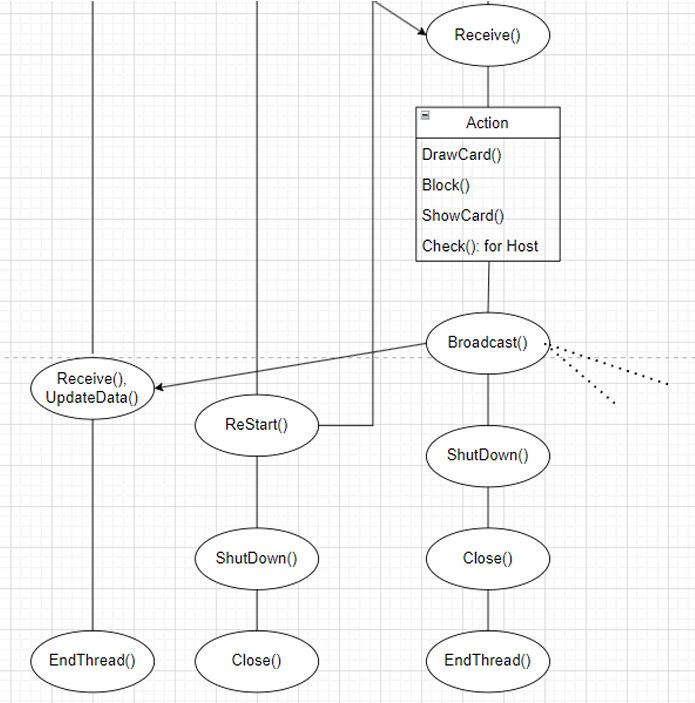 Receive()
Action
DrawCard()
Block()
ShowCard()
Check(): for Host
Broadcast()
Receive(),
UpdateData()
ReStart()
ShutDown()
ShutDown()
Close()
EndThread()
Close()
EndThread()